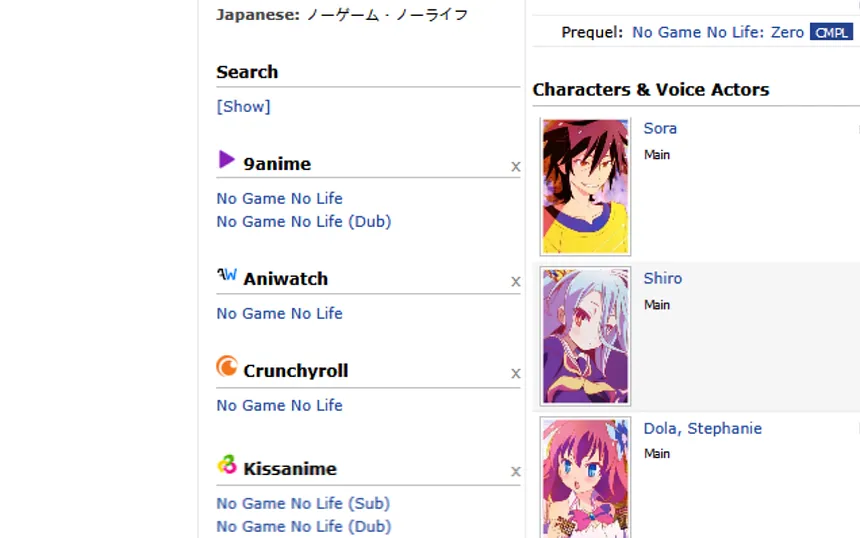 Japanese: ノーゲーム・ノーライフ
Search
[Show]
9anime x
No Game No Life
No Game No Life (Dub)
Aniwatch x
No Game No Life
Crunchyroll x
No Game No Life
Kissanime x
No Game No Life (Sub)
No Game No Life (Dub)
Prequel: No Game No Life: Zero CMPL
Characters & Voice Actors
Sora
Main
Shiro
Main
Dola, Stephanie
Main